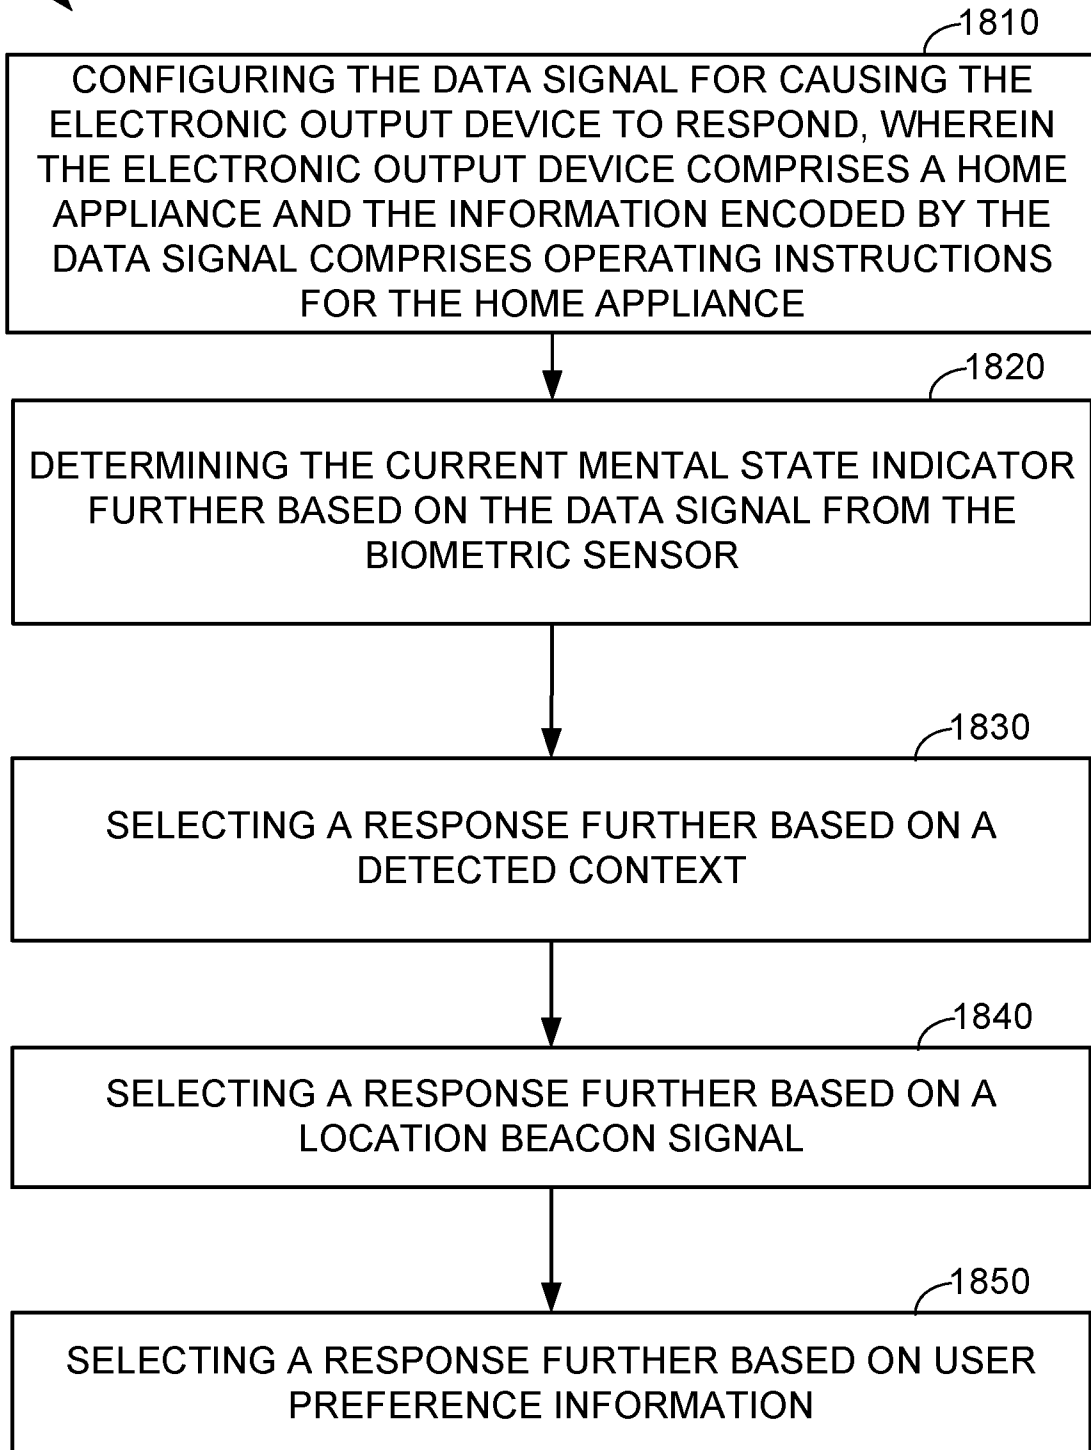 1810
CONFIGURING THE DATA SIGNAL FOR CAUSING THE
ELECTRONIC OUTPUT DEVICE TO RESPOND, WHEREIN
THE ELECTRONIC OUTPUT DEVICE COMPRISES A HOME
APPLIANCE AND THE INFORMATION ENCODED BY THE
DATA SIGNAL COMPRISES OPERATING INSTRUCTIONS
FOR THE HOME APPLIANCE
1820
DETERMINING THE CURRENT MENTAL STATE INDICATOR
FURTHER BASED ON THE DATA SIGNAL FROM THE
BIOMETRIC SENSOR
1830
SELECTING A RESPONSE FURTHER BASED ON A
DETECTED CONTEXT
1840
SELECTING A RESPONSE FURTHER BASED ON A
LOCATION BEACON SIGNAL
1850
SELECTING A RESPONSE FURTHER BASED ON USER
PREFERENCE INFORMATION